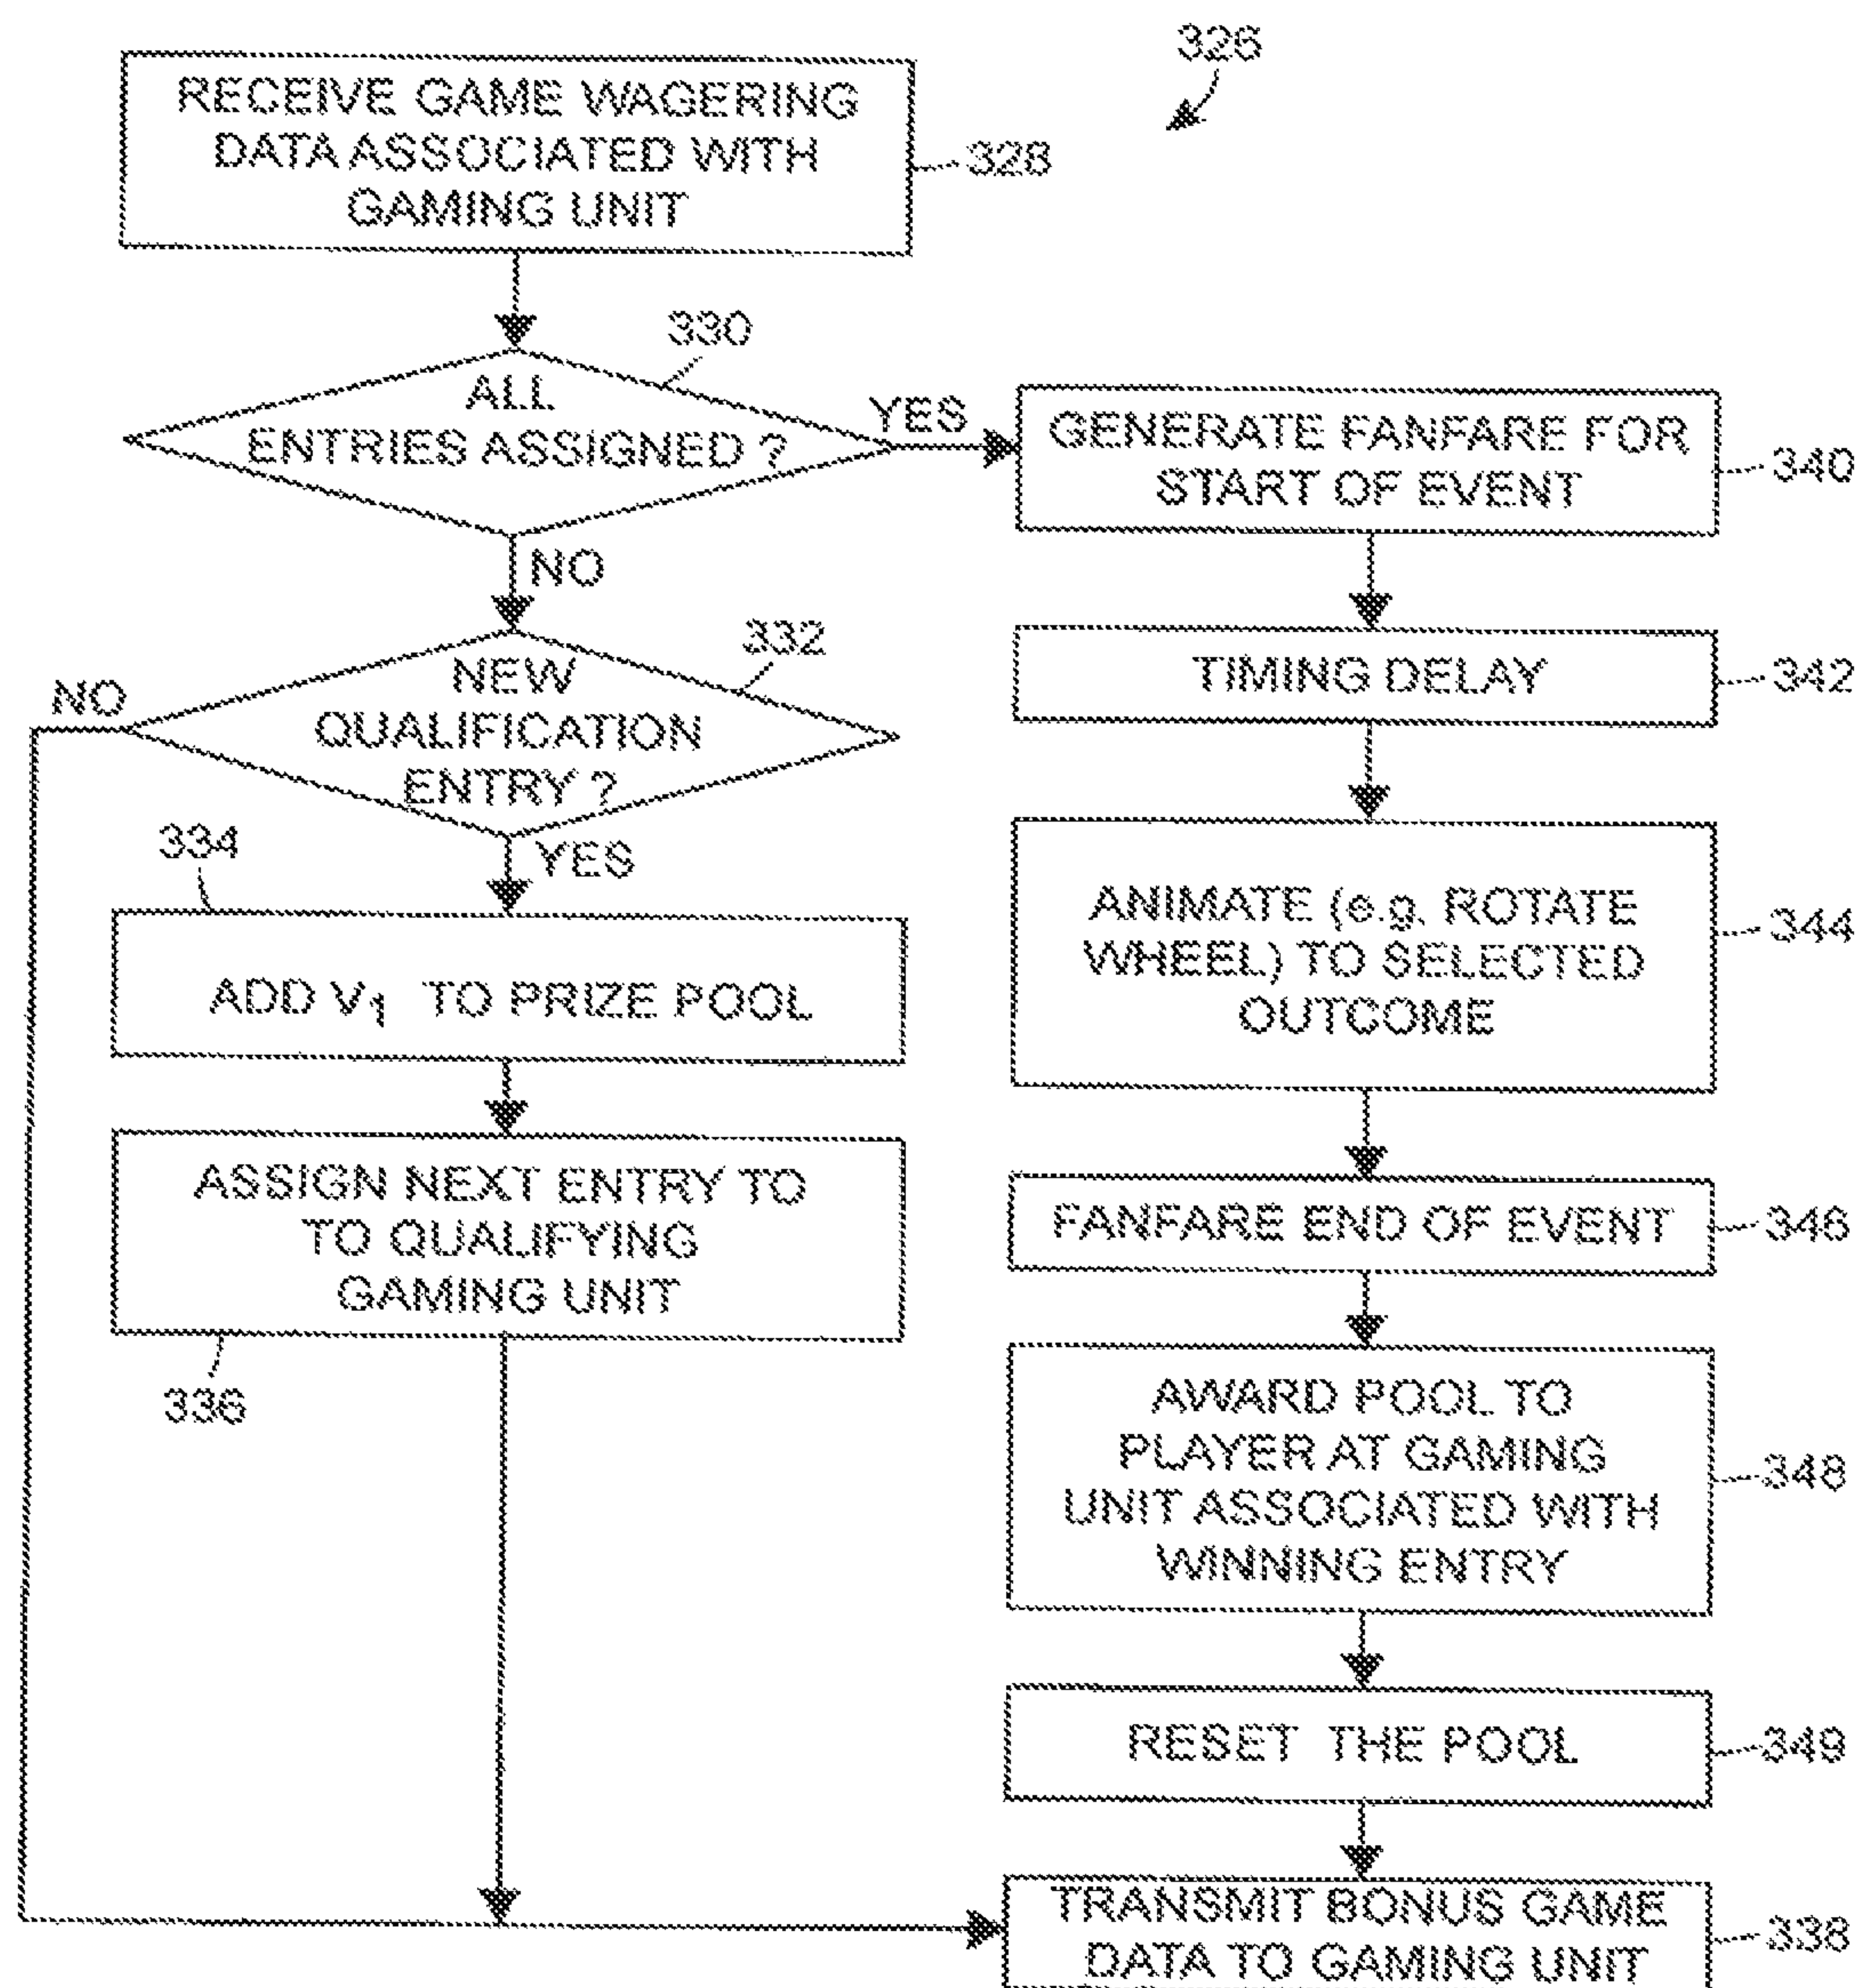 326
RECEIVE GAME WAGERING
DATA ASSOCIATED WITH
GAMING UNIT
328
330
ALL
ENTRIES ASSIGNED ?
YES
NO
332
NEW
QUALIFICATION
ENTRY ?
NO
YES
334
ADD V1 TO PRIZE POOL
ASSIGN NEXT ENTRY TO
TO QUALIFYING
GAMING UNIT
336
GENERATE FANFARE FOR
START OF EVENT
340
TIMING DELAY
342
ANIMATE (e.g. ROTATE
WHEEL) TO SELECTED
OUTCOME
344
FANFARE END OF EVENT
346
AWARD POOL TO
PLAYER AT GAMING
UNIT ASSOCIATED WITH
WINNING ENTRY
348
RESET THE POOL
349
TRANSMIT BONUS GAME
DATA TO GAMING UNIT
338